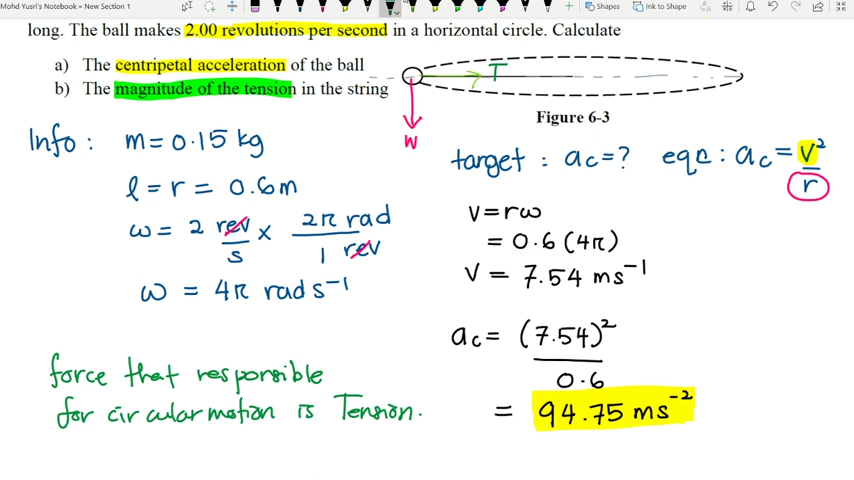 Mohd Yusri's Notebook » New Section 1
Shapes
Ink to Shape
long. The ball makes 2.00 revolutions per second in a horizontal circle. Calculate
a) The centripetal acceleration of the ball
b) The magnitude of the tension in the string
T
W
Figure 6-3
Info : m = 0.15 kg
l = r = 0.6m
ω = 2 rev/s × 2π rad/1 rev
ω = 4π rad s⁻¹
force that responsible
for circular motion is Tension.
target : ac = ? eqn : ac = v²/r
v = rω
= 0.6 (4π)
v = 7.54 ms⁻¹
ac = (7.54)²/0.6
= 94.75 ms⁻²